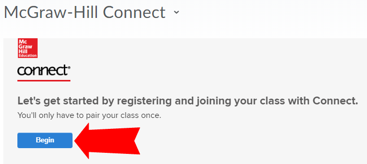 McGraw-Hill Connect
Mc
Graw
Hill
Education
connect®
Let's get started by registering and joining your class with Connect.
You'll only have to pair your class once.
Begin